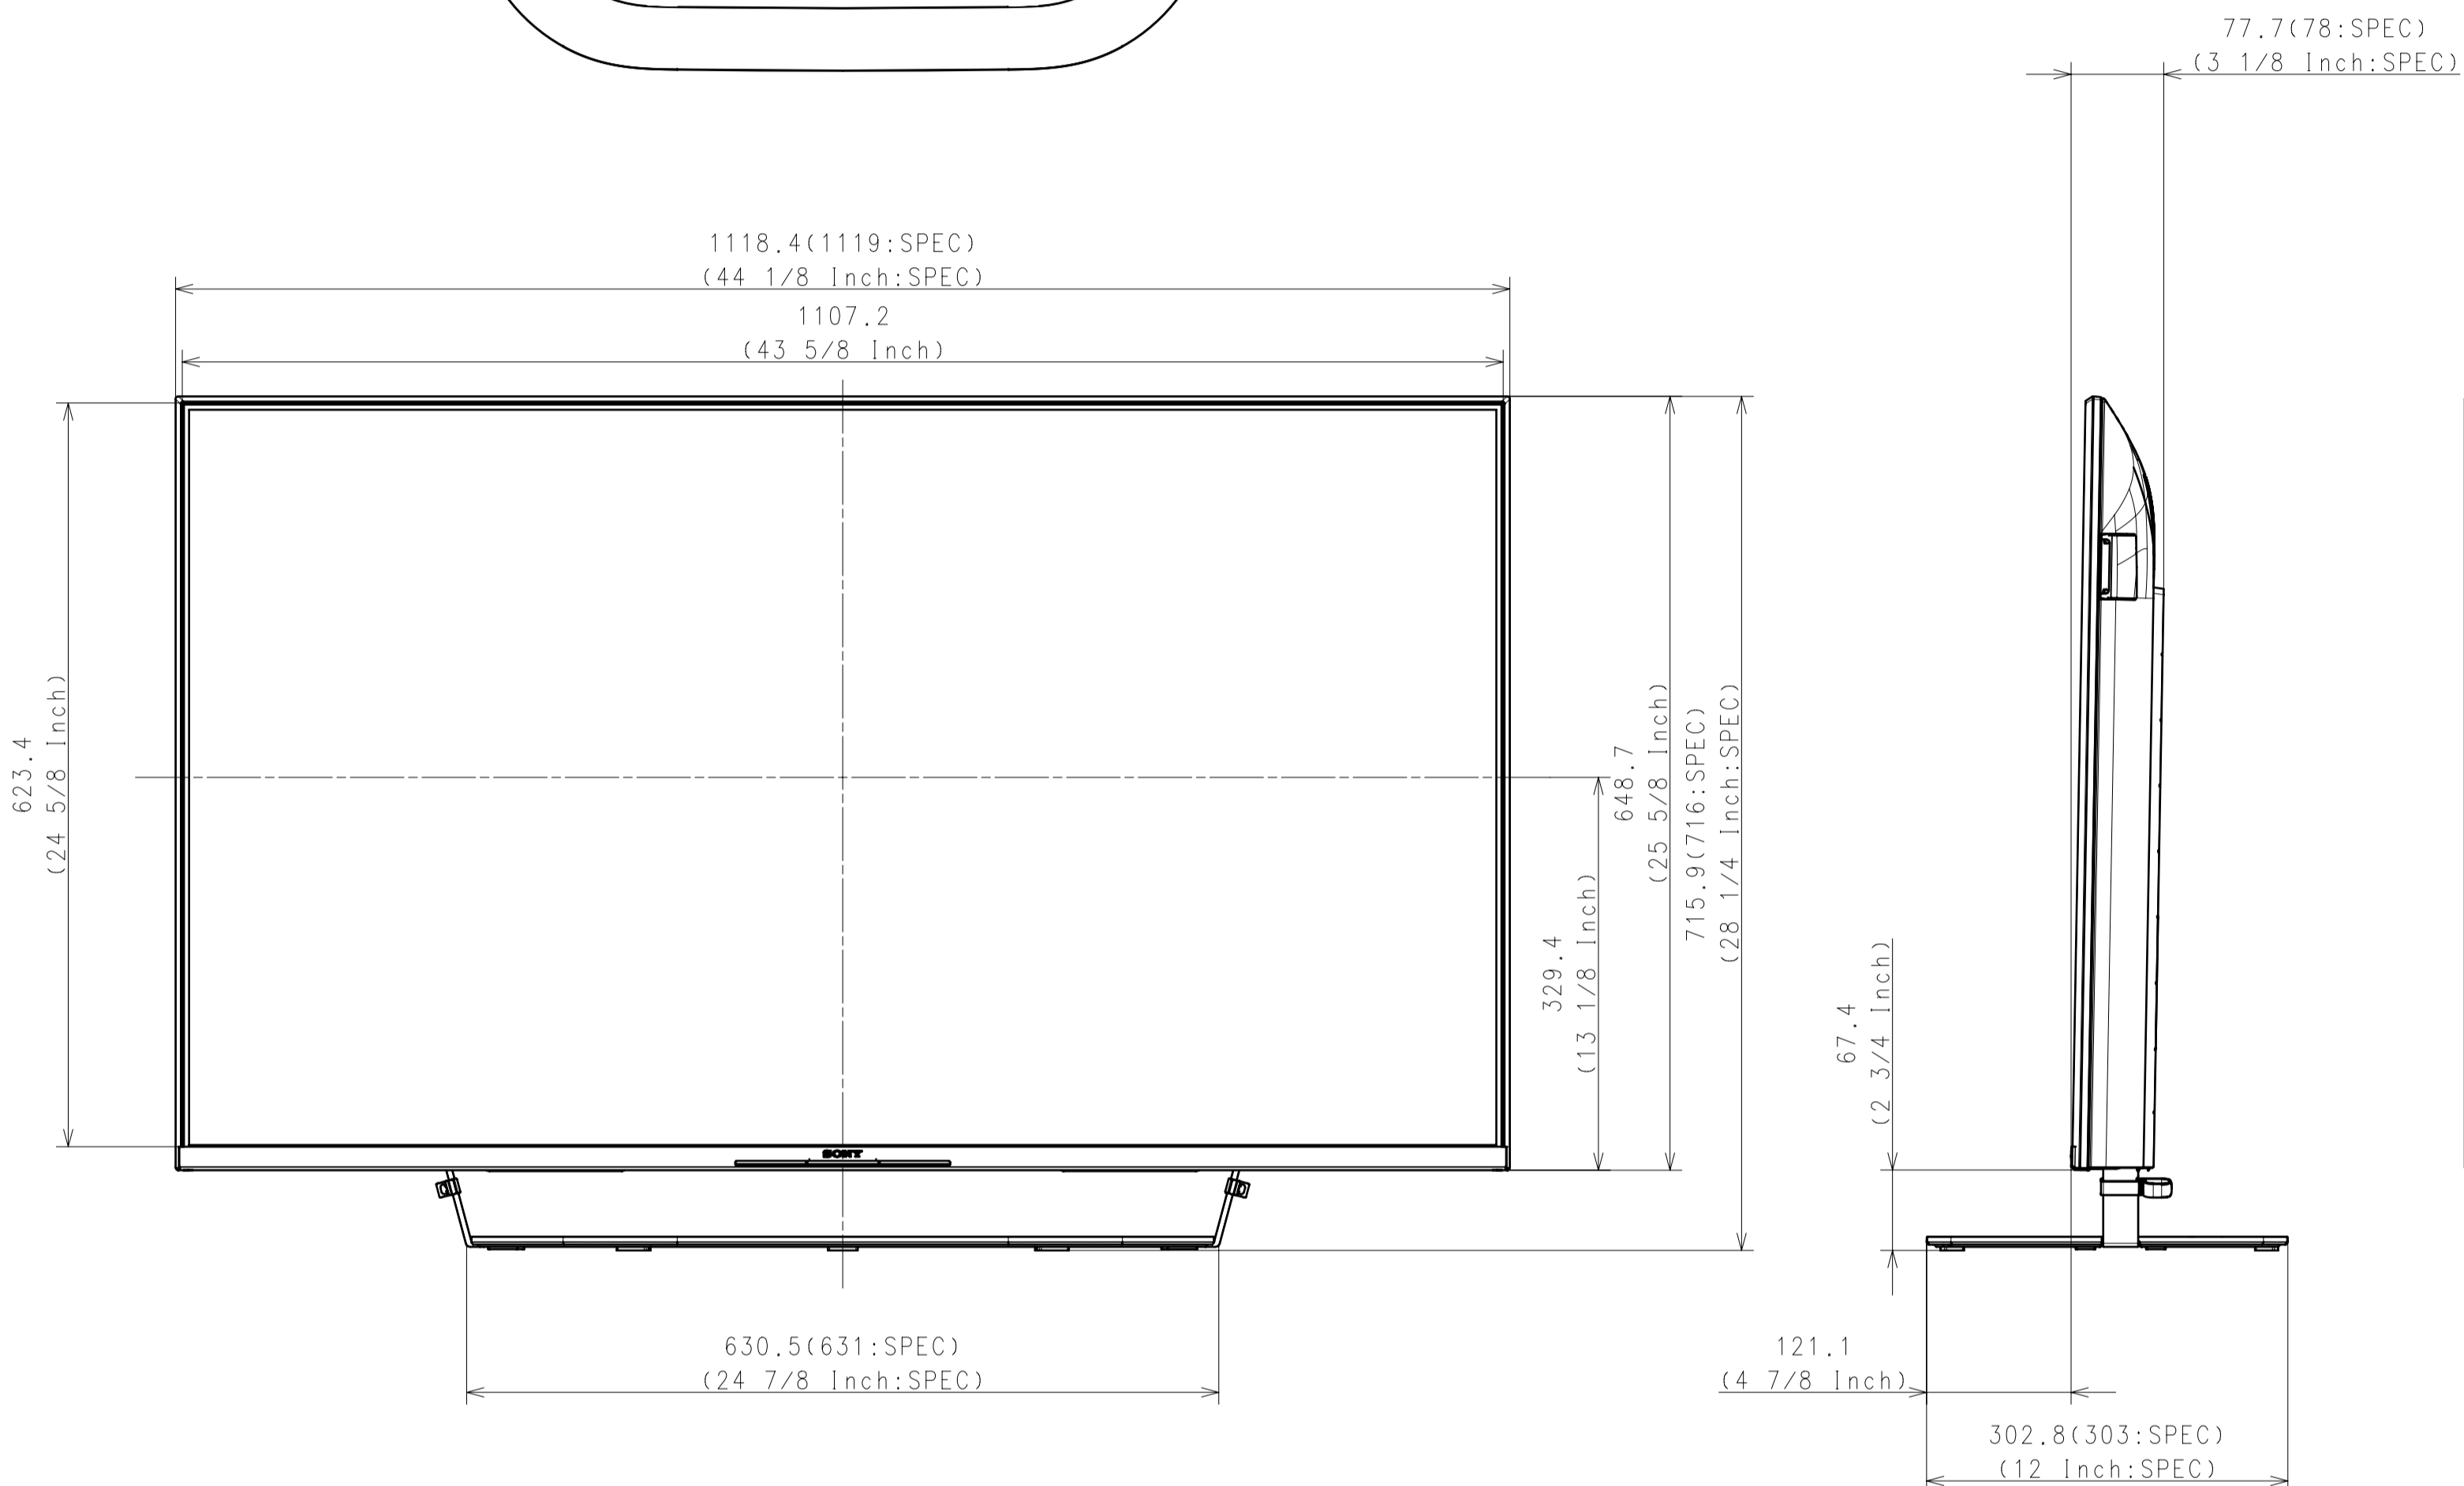 77.7(78:SPEC)
(3 1/8 Inch:SPEC)
1118.4(1119:SPEC)
(44 1/8 Inch:SPEC)
1107.2
(43 5/8 Inch)
623.4
(24 5/8 Inch)
648.7
(25 5/8 Inch)
715.9(716:SPEC)
(28 1/4 Inch:SPEC)
329.4
(13 1/8 Inch)
67.4
(2 3/4 Inch)
SONY
630.5(631:SPEC)
(24 7/8 Inch:SPEC)
121.1
(4 7/8 Inch)
302.8(303:SPEC)
(12 Inch:SPEC)